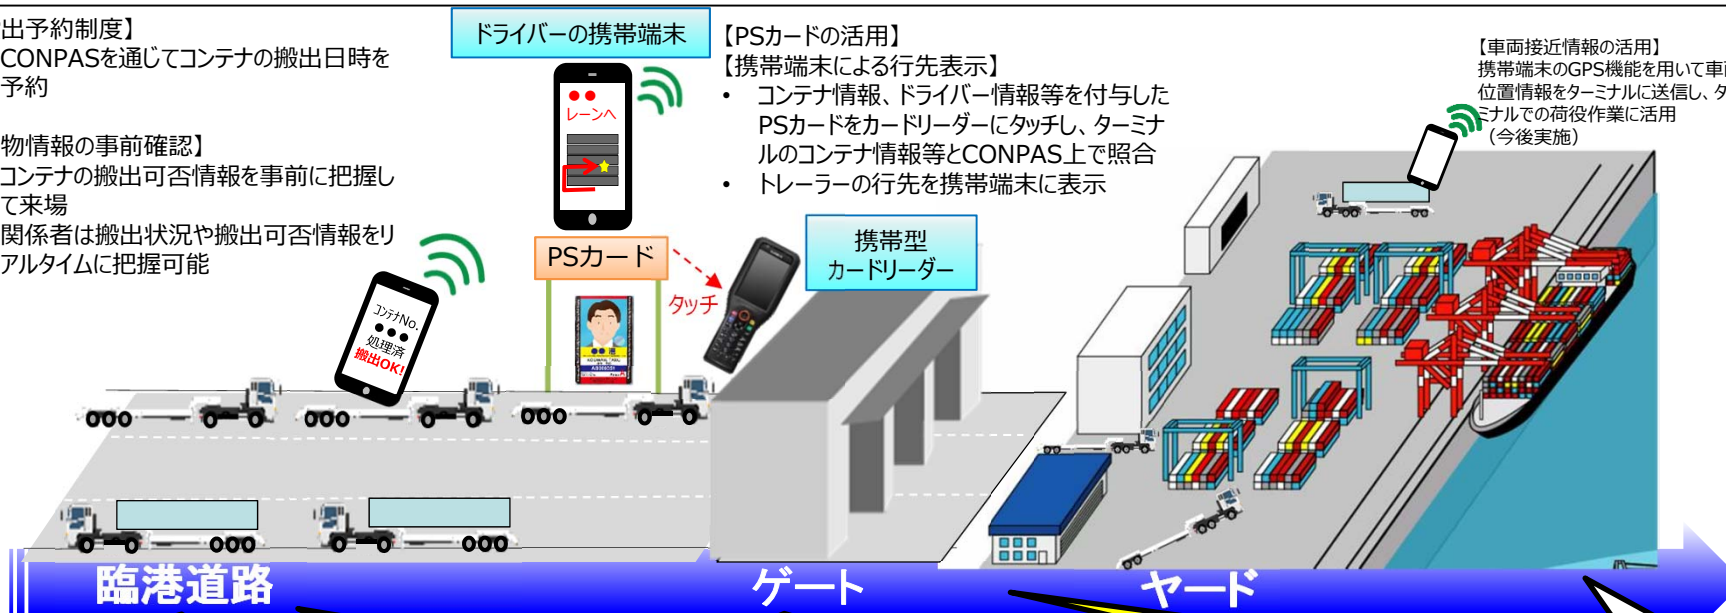 出予約制度】
CONPASを通じてコンテナの搬出日時を
予約
物情報の事前確認】
コンテナの搬出可否情報を事前に把握し
て来場
関係者は搬出状況や搬出可否情報をリ
アルタイムに把握可能
コンテナNo.
●●●
処理済
搬出OK!
ドライバーの携帯端末
●●
レーンへ
PSカード
タッチ
【PSカードの活用】
【携帯端末による行先表示】
• コンテナ情報、ドライバー情報等を付与した
PSカードをカードリーダーにタッチし、ターミナ
ルのコンテナ情報等とCONPAS上で照合
• トレーラーの行先を携帯端末に表示
携帯型
カードリーダー
【車両接近情報の活用】
携帯端末のGPS機能を用いて車両
位置情報をターミナルに送信し、タ
ミナルでの荷役作業に活用
（今後実施）
臨港道路
ゲート
ヤード